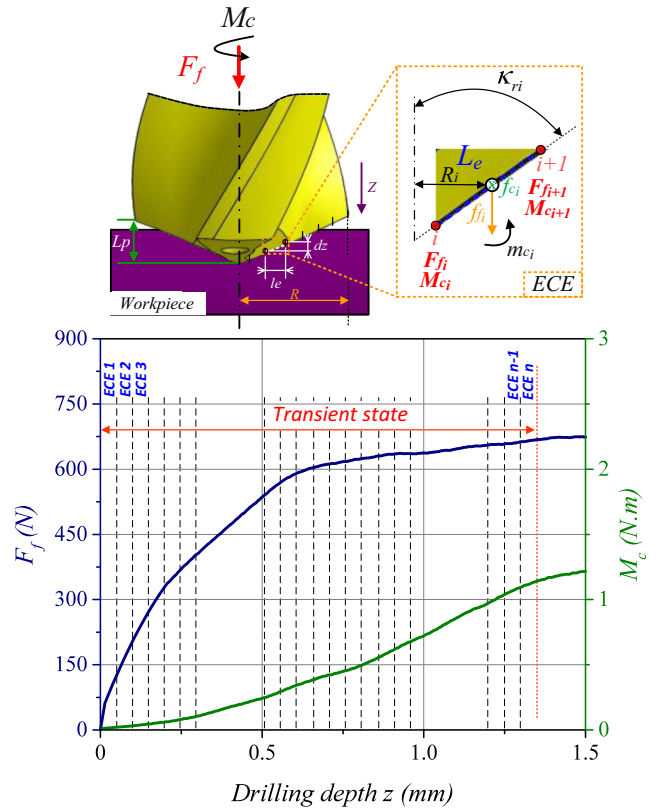 Mc
Ff
Z
Lp
dz
le
R
Workpiece
κri
Le
i+1
Ri
fci
Ffi+1
Mci+1
ffi
i
mci
Ffi
Mci
ECE
900
750
600
450
300
150
0
Ff (N)
3
2
1
0
Mc (N.m)
ECE 1
ECE 2
ECE 3
ECE n-1
ECE n
Transient state
0
0.5
1.0
1.5
Drilling depth z (mm)